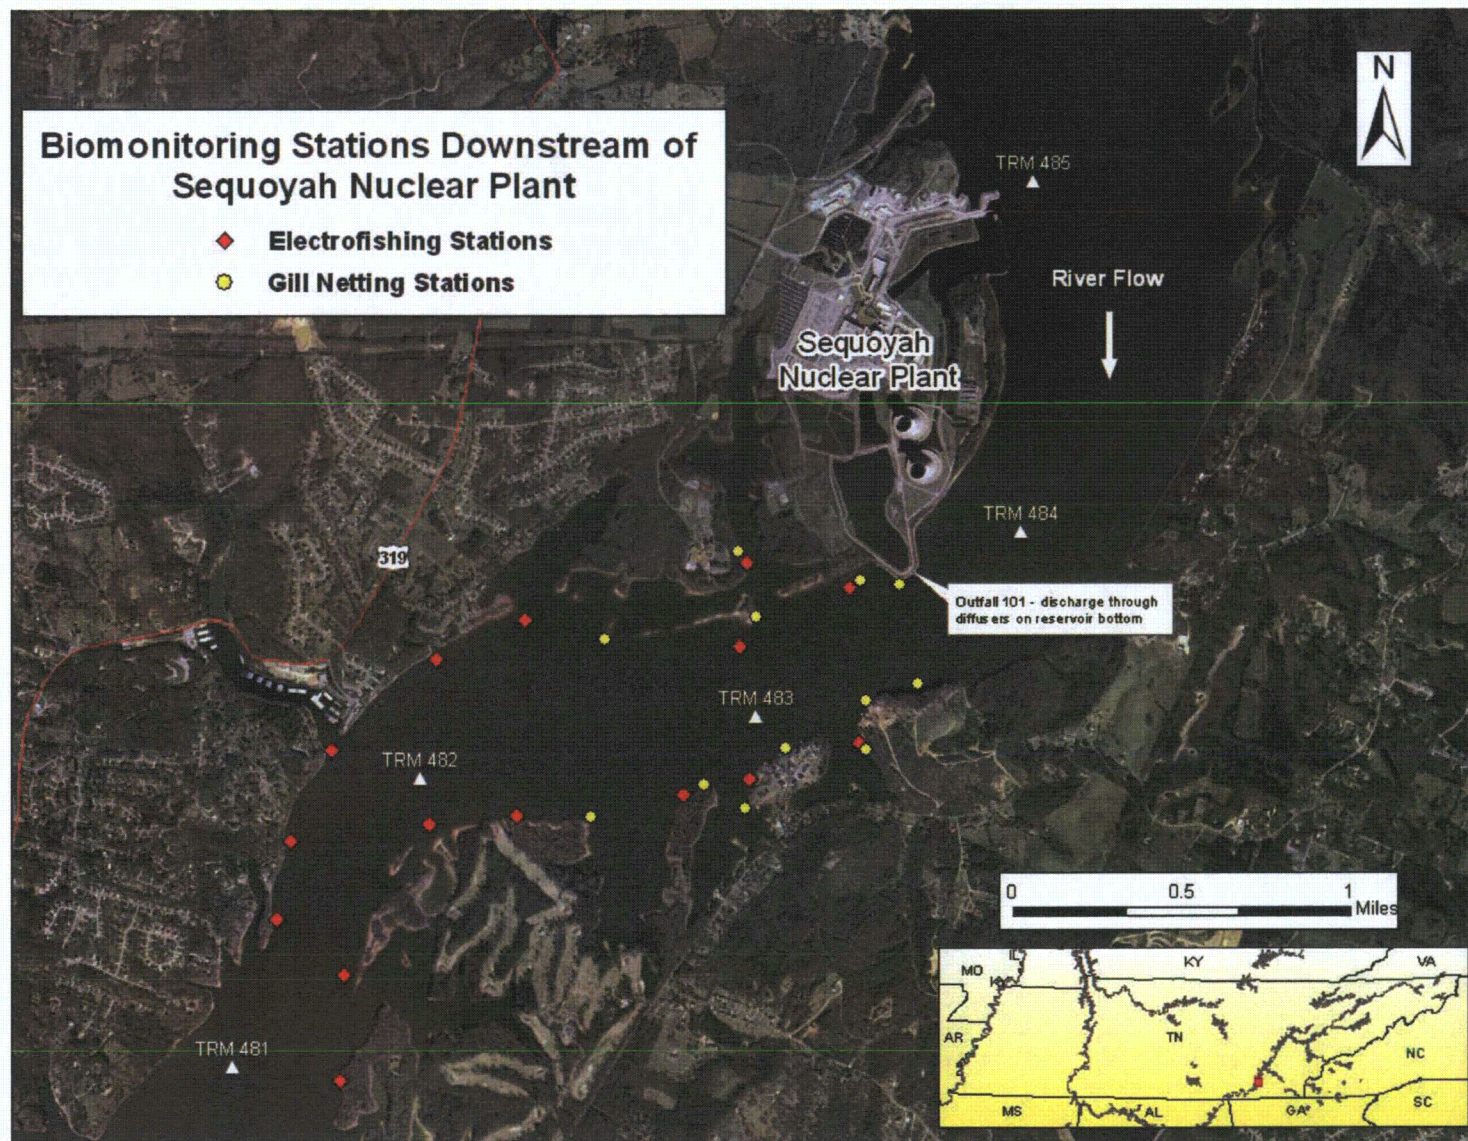 Biomonitoring Stations Downstream of
Sequoyah Nuclear Plant
Electrofishing Stations
Gill Netting Stations
N
TRM 485
River Flow
Sequoyah
Nuclear Plant
TRM 484
319
Outfall 101 - discharge through
diffusers on reservoir bottom
TRM 483
TRM 482
TRM 481
0 0.5 1
Miles
IL
MO
KY
KY
VA
AR
TN
NC
MS
AL
GA
SC